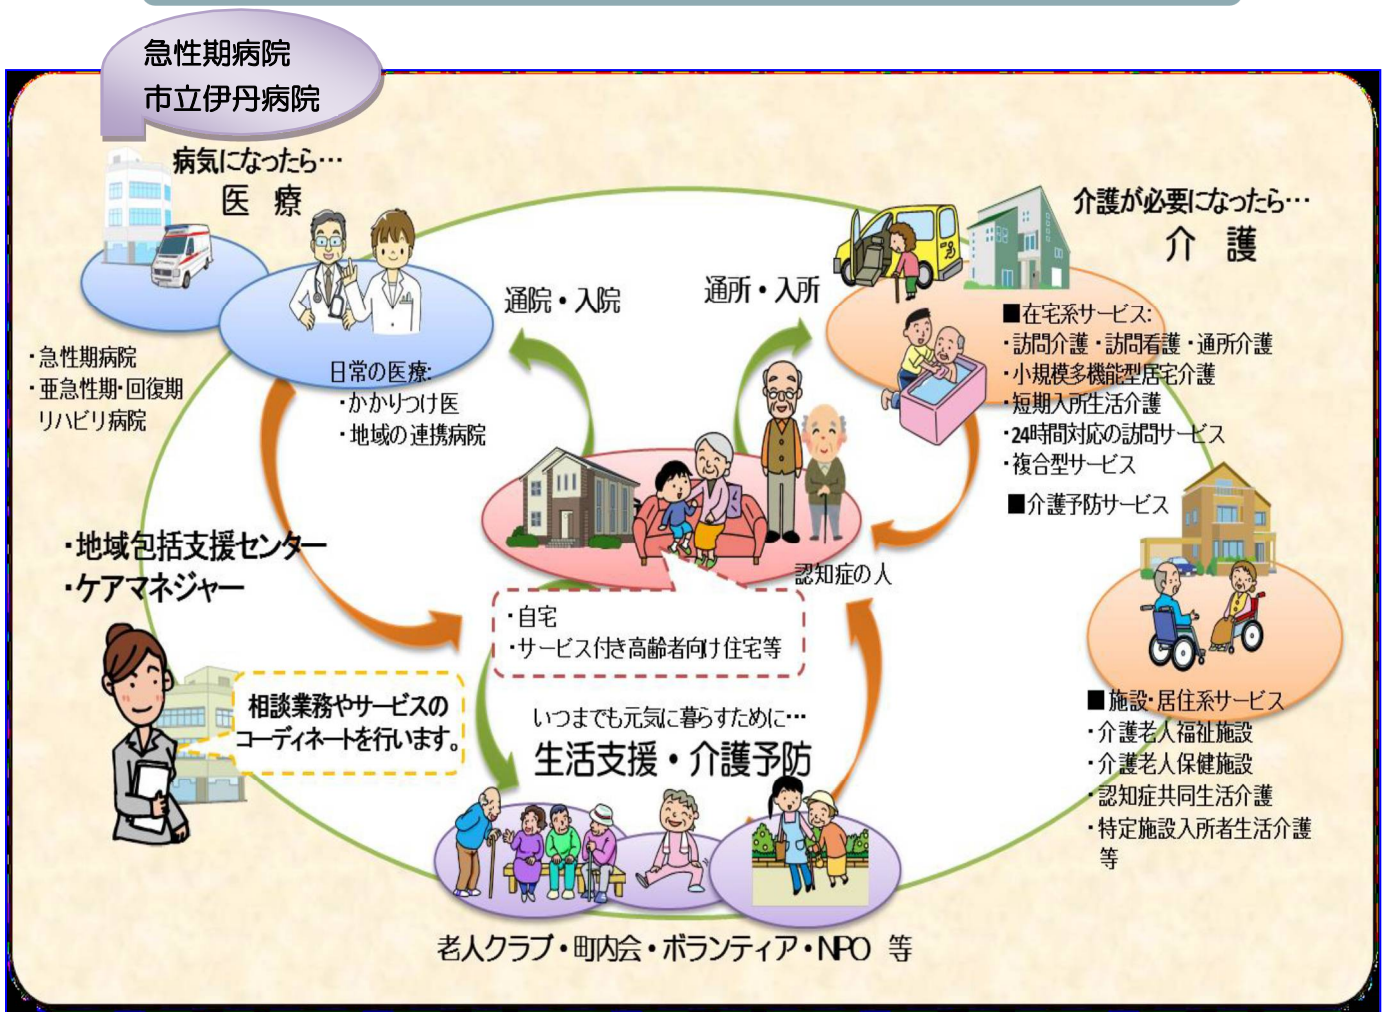 急性期病院
市立伊丹病院
病気になったら…
医 療
・急性期病院
・亜急性期・回復期
リハビリ病院
日常の医療:
・かかりつけ医
・地域の連携病院
通院・入院
通所・入所
介護が必要になったら…
介 護
■在宅系サービス:
・訪問介護・訪問看護・通所介護
・小規模多機能型居宅介護
・短期入所生活介護
・24時間対応の訪問サービス
・複合型サービス
■介護予防サービス
認知症の人
・自宅
・サービス付き高齢者向け住宅等
・地域包括支援センター
・ケアマネジャー
相談業務やサービスの
コーディネートを行います。
いつまでも元気に暮らすために…
生活支援・介護予防
老人クラブ・町内会・ボランティア・NPO 等
■施設・居住系サービス
・介護老人福祉施設
・介護老人保健施設
・認知症共同生活介護
・特定施設入所者生活介護
等